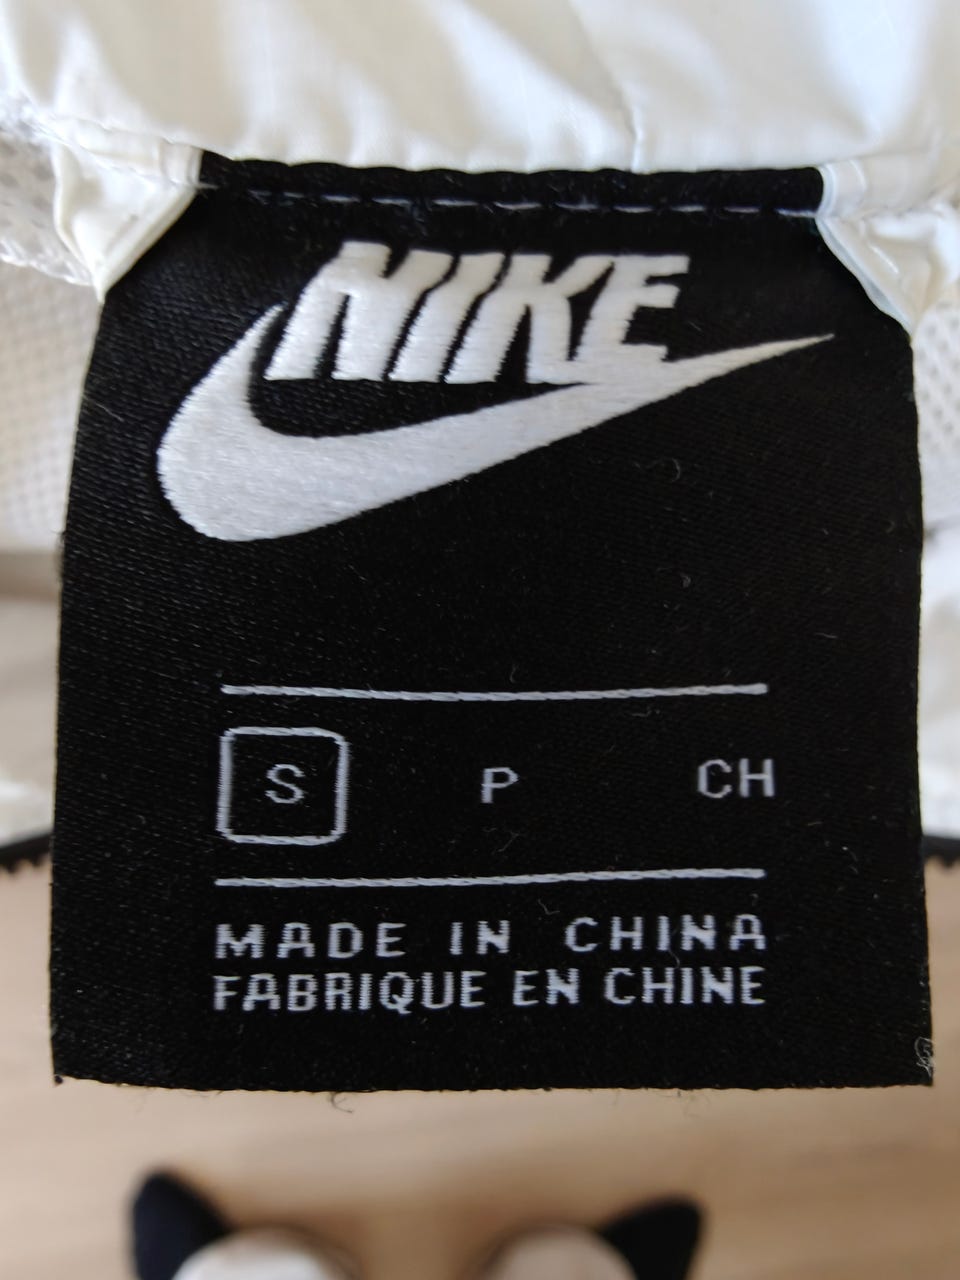 NIKE
S P CH
MADE IN CHINA
FABRIQUE EN CHINE